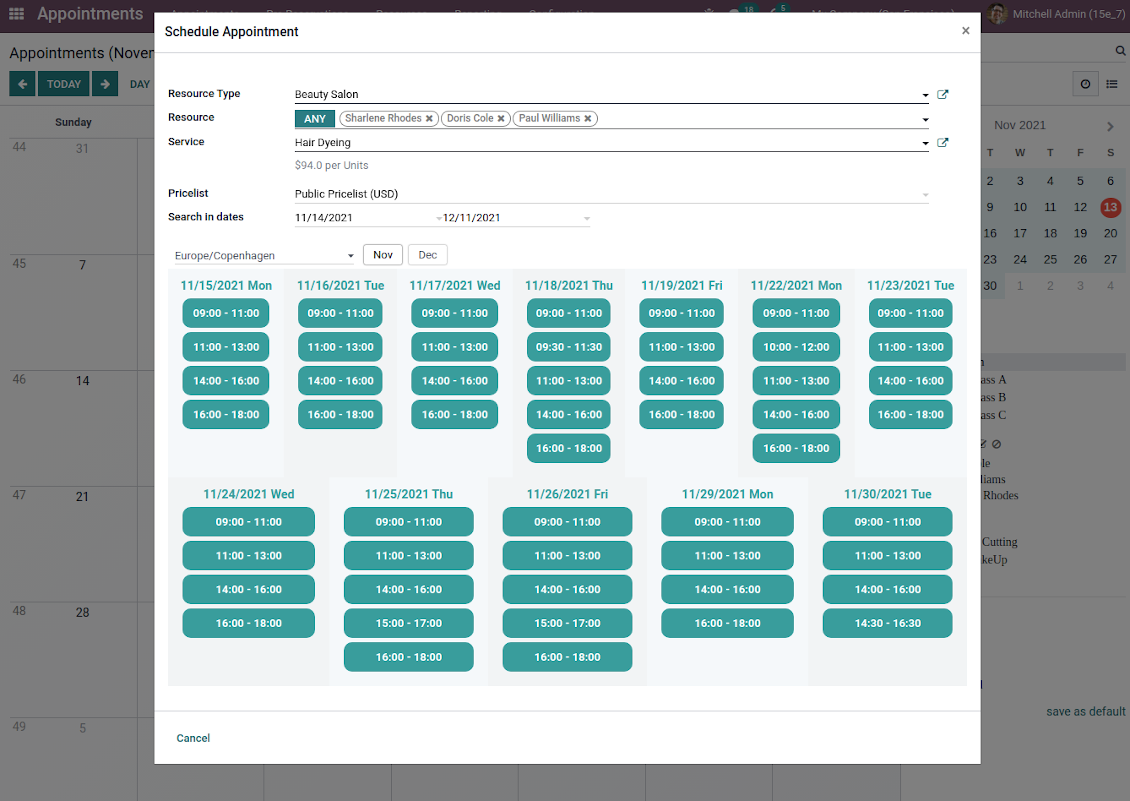 Appointments
18
5
Mitchell Admin (15e_7)
Appointments (Nover
TODAY
DAY
Sunday
44 31
45 7
46 14
47 21
48 28
49 5
Schedule Appointment ×
Resource Type Beauty Salon
Resource ANY Sharlene Rhodes × Doris Cole × Paul Williams ×
Service Hair Dyeing
$94.0 per Units
Pricelist Public Pricelist (USD)
Search in dates 11/14/2021 12/11/2021
Europe/Copenhagen Nov Dec
11/15/2021 Mon 11/16/2021 Tue 11/17/2021 Wed 11/18/2021 Thu 11/19/2021 Fri 11/22/2021 Mon 11/23/2021 Tue
09:00 - 11:00 09:00 - 11:00 09:00 - 11:00 09:00 - 11:00 09:00 - 11:00 09:00 - 11:00 09:00 - 11:00
11:00 - 13:00 11:00 - 13:00 11:00 - 13:00 09:30 - 11:30 11:00 - 13:00 10:00 - 12:00 11:00 - 13:00
14:00 - 16:00 14:00 - 16:00 14:00 - 16:00 11:00 - 13:00 14:00 - 16:00 11:00 - 13:00 14:00 - 16:00
16:00 - 18:00 16:00 - 18:00 16:00 - 18:00 14:00 - 16:00 16:00 - 18:00 14:00 - 16:00 16:00 - 18:00
16:00 - 18:00 16:00 - 18:00
11/24/2021 Wed 11/25/2021 Thu 11/26/2021 Fri 11/29/2021 Mon 11/30/2021 Tue
09:00 - 11:00 09:00 - 11:00 09:00 - 11:00 09:00 - 11:00 09:00 - 11:00
11:00 - 13:00 11:00 - 13:00 11:00 - 13:00 11:00 - 13:00 11:00 - 13:00
14:00 - 16:00 14:00 - 16:00 14:00 - 16:00 14:00 - 16:00 14:00 - 16:00
16:00 - 18:00 15:00 - 17:00 15:00 - 17:00 16:00 - 18:00 14:30 - 16:30
16:00 - 18:00 16:00 - 18:00
Cancel
Nov 2021
T W T F S
2 3 4 5 6
9 10 11 12 13
16 17 18 19 20
23 24 25 26 27
30 1 2 3 4
ass A
ass B
ass C
le
liams
Rhodes
Cutting
keUp
save as default